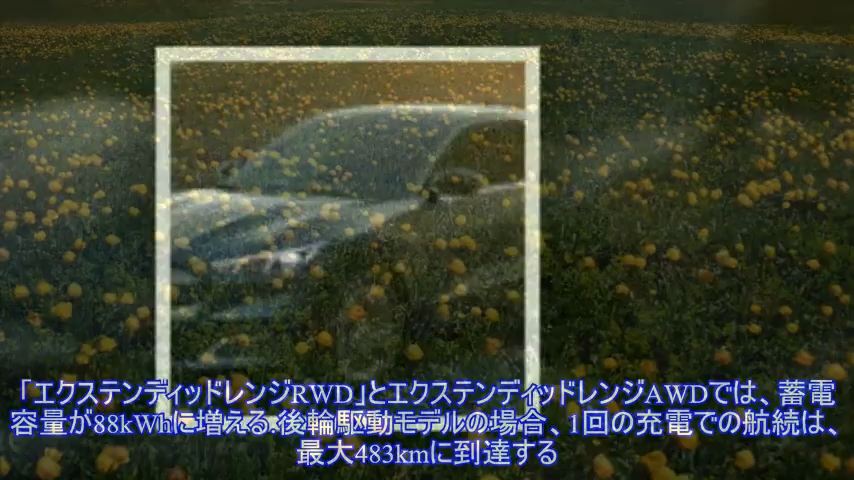 「エクステンディッドレンジRWD」とエクステンディッドレンジAWDでは、蓄電
容量が88kWhに増える.後輪駆動モデルの場合、1回の充電での航続は、
最大483kmに到達する